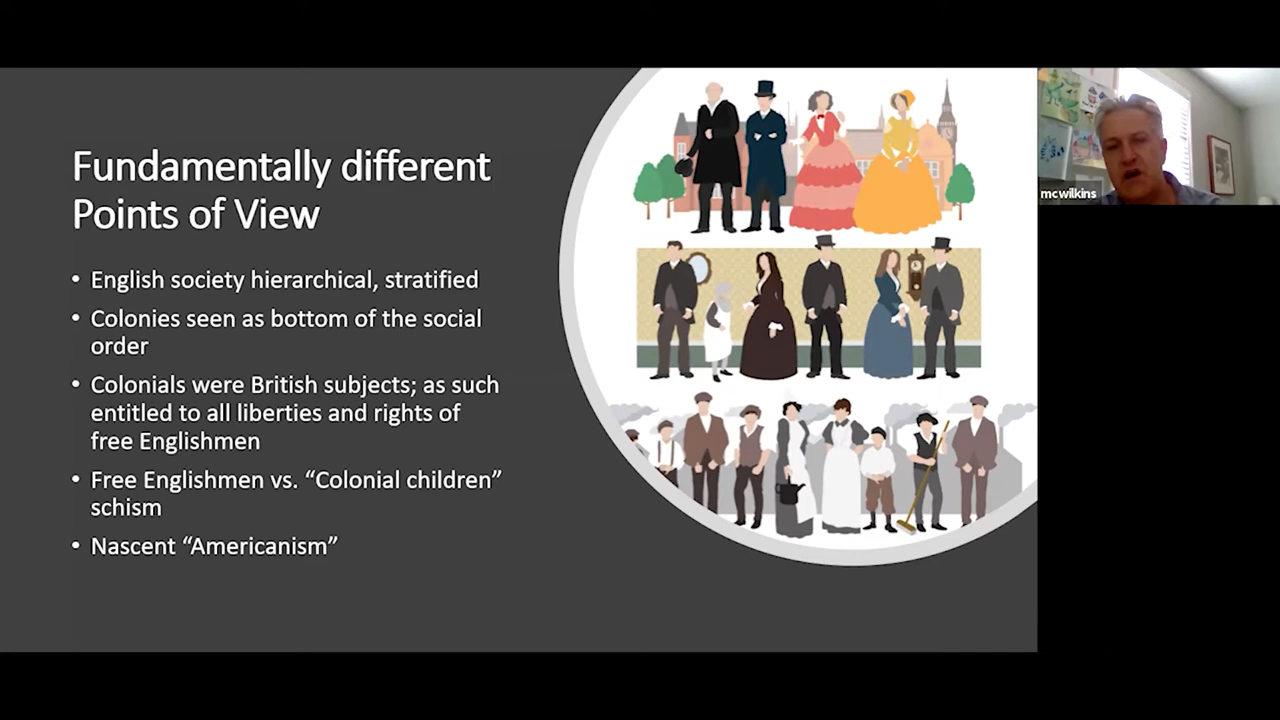 Fundamentally different
Points of View
• English society hierarchical, stratified
• Colonies seen as bottom of the social
order
• Colonials were British subjects; as such
entitled to all liberties and rights of
free Englishmen
• Free Englishmen vs. “Colonial children”
schism
• Nascent “Americanism”
mcwilkins